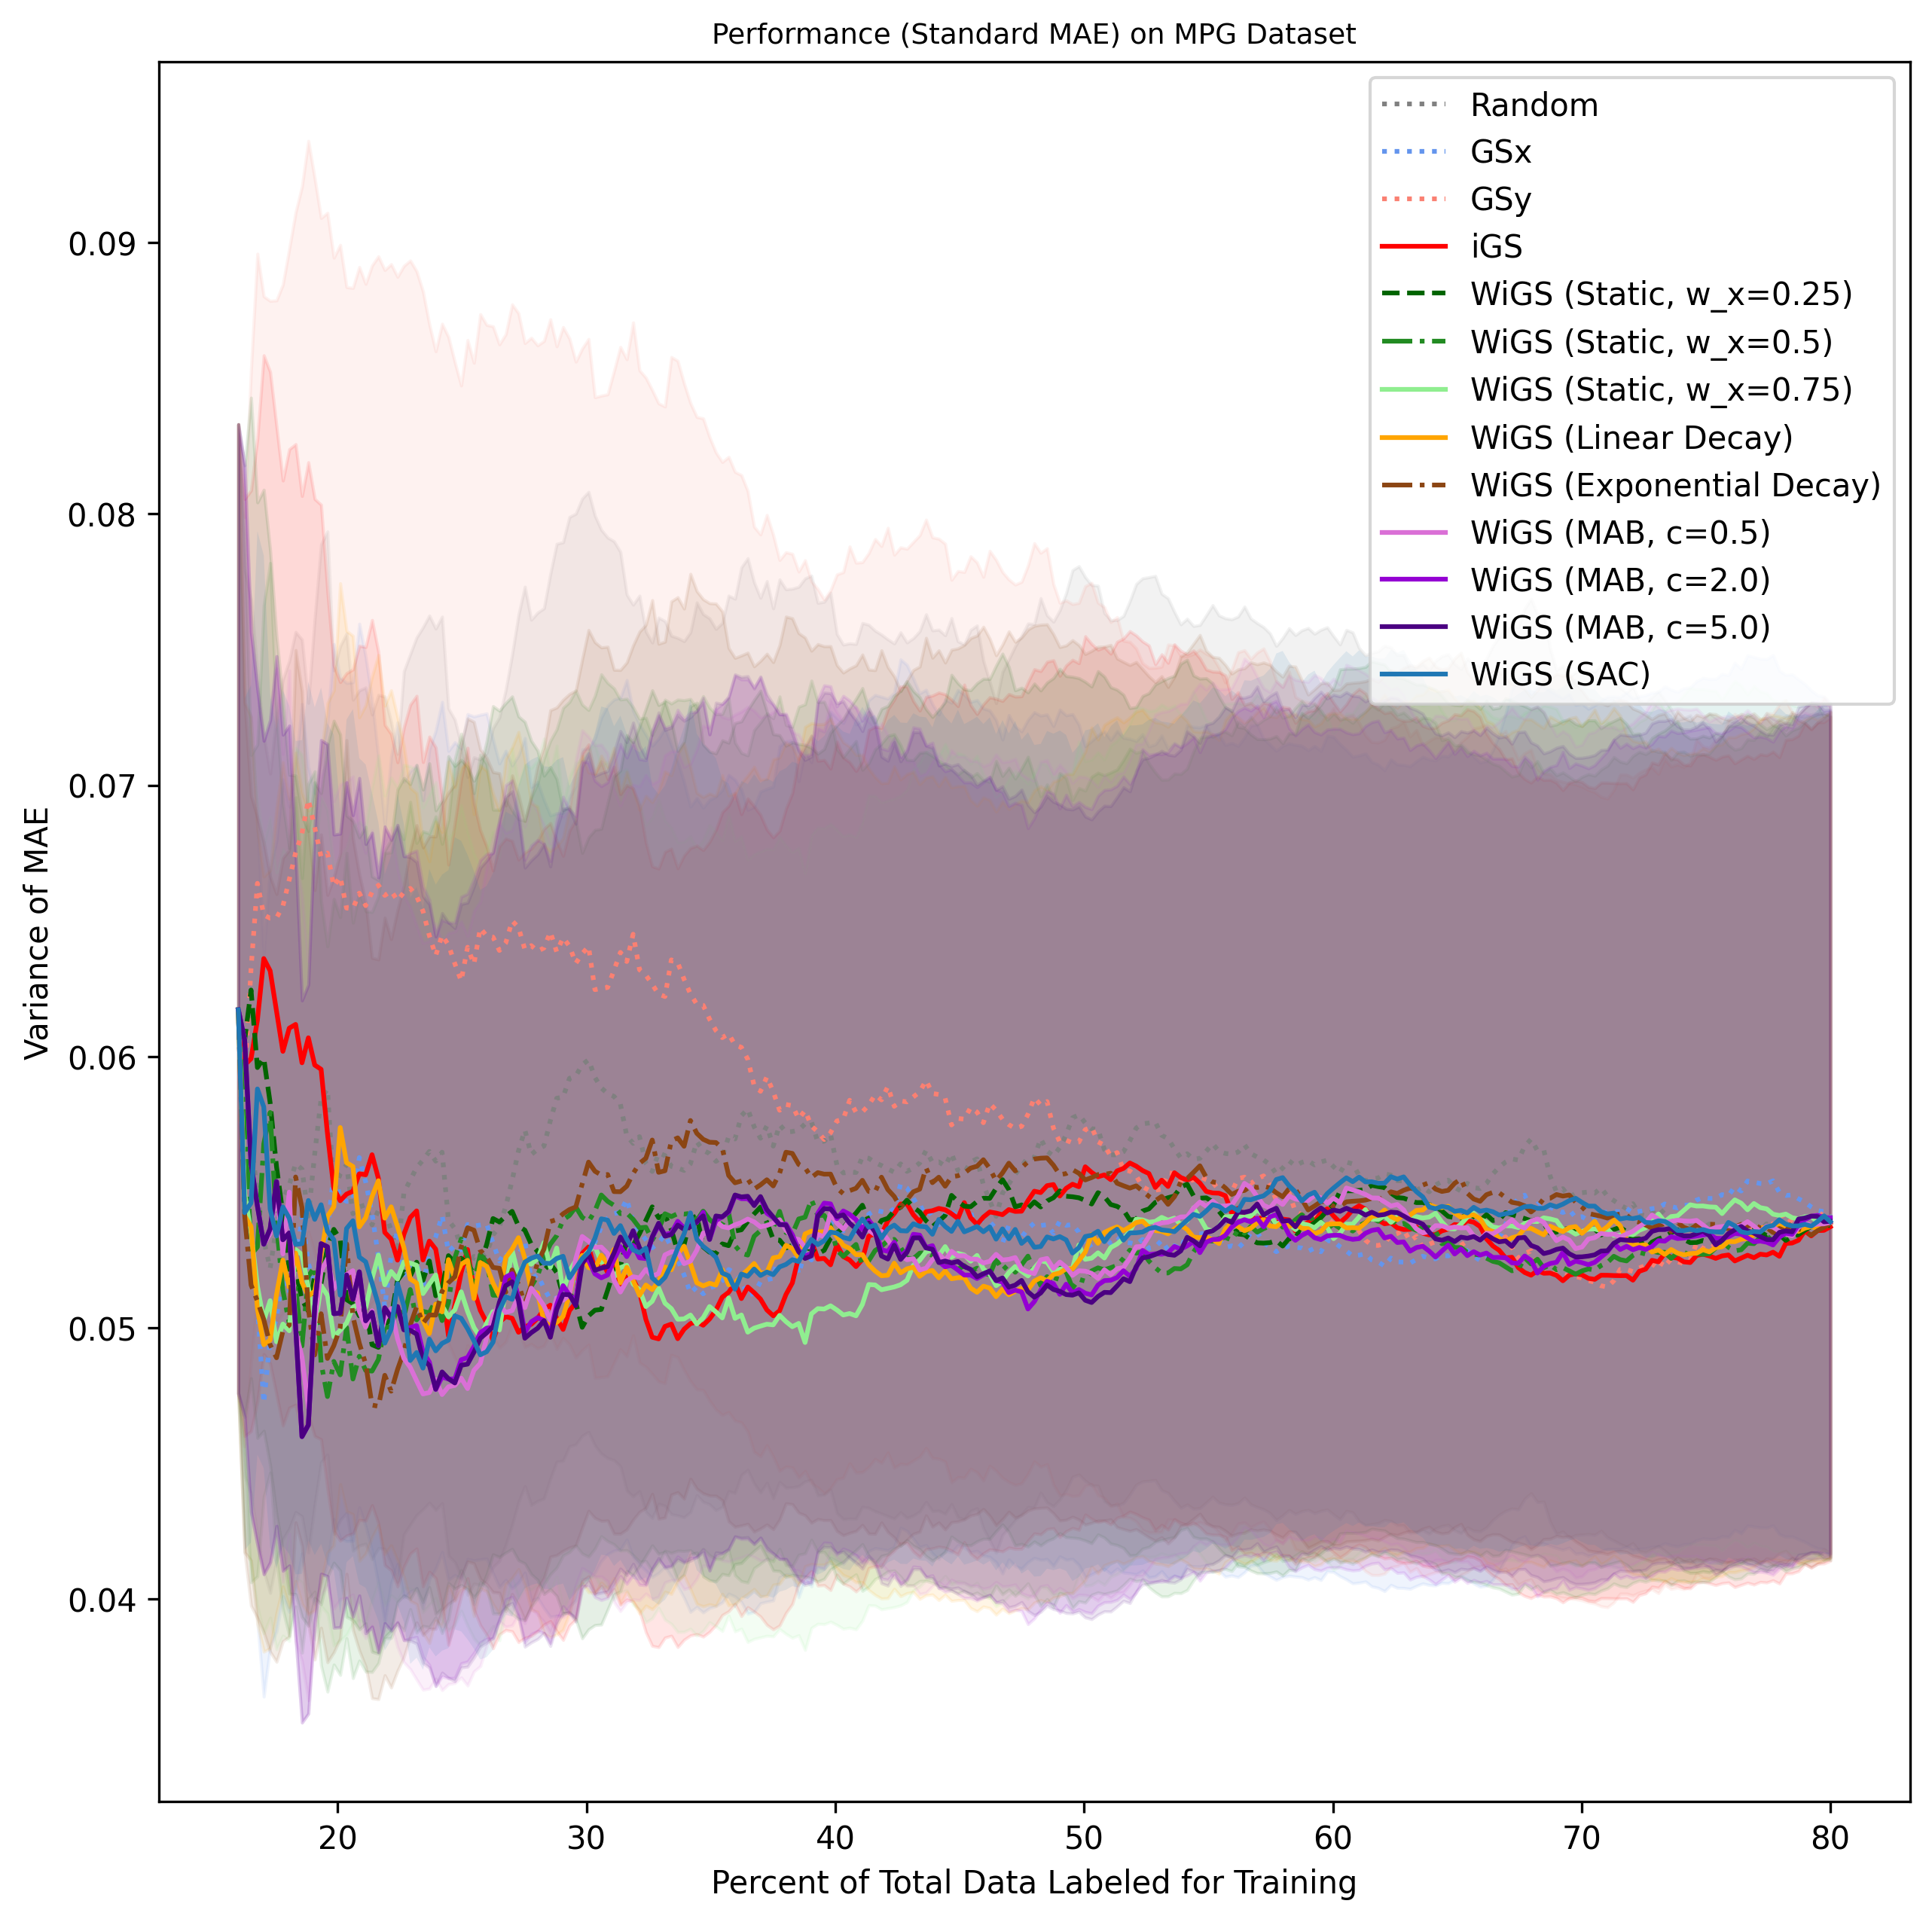 Performance (Standard MAE) on MPG Dataset
Random
GSx
GSy
iGS
WiGS (Static, w_x=0.25)
WiGS (Static, w_x=0.5)
WiGS (Static, w_x=0.75)
WiGS (Linear Decay)
WiGS (Exponential Decay)
WiGS (MAB, c=0.5)
WiGS (MAB, c=2.0)
WiGS (MAB, c=5.0)
WiGS (SAC)
Variance of MAE
0.09
0.08
0.07
0.06
0.05
0.04
20 30 40 50 60 70 80
Percent of Total Data Labeled for Training